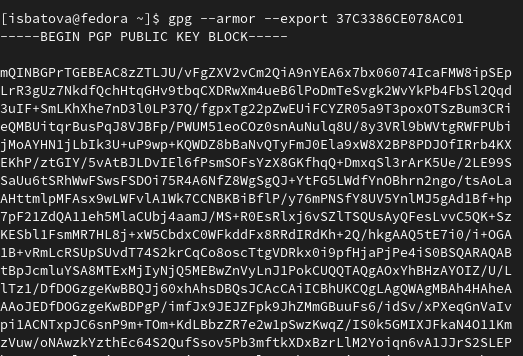 [isbatova@fedora ~]$ gpg --armor --export 37C3386CE078AC01
-----BEGIN PGP PUBLIC KEY BLOCK-----

mQINBGPrTGEBEAC8zZTLJU/vFgZXV2vCm2QiA9nYEA6x7bx06074IcaFMW8ipSEp
LrR3gUz7NkdfQchHtqGHv9tbqCXDRwXm4ueB6lPoDmTeSvgk2WvYkPb4FbSl2Qqd
3uIF+SmLKhXhe7nD3l0LP37Q/fgpxTg22pZwEUiFCYZR05a9T3poxOTSzBum3CRi
eQMBUitqrBusPqJ8VJBFp/PWUM51eoCOz0snAuNulq8U/8y3VRl9bWVtgRWFPUbi
jMoAYHN1jLbIk3U+uP9wp+KQWDZ8bBaNvQTyFmJ0Ela9xW8X2BP8PDJOfIRrb4KX
EKhP/ztGIY/5vAtBJLDvIEl6fPsmSOFsYzX8GKfhqQ+DmxqSl3rArK5Ue/2LE99S
SaUu6tSRhWwFSwsFSDOi75R4A6NfZ8WgSgQJ+YtFG5LWdfYnOBhrn2ngo/tsAoLa
AHttmlpMFAsx9wLWFvlA1Wk7CCNBKBiBflP/y76mPNSfY8UV5YnlMJ5gAd1Bf+hp
7pF21ZdQA11eh5MlaCUbj4aamJ/MS+R0EsRlxj6vSZlTSQUsAyQFesLvvC5QK+Sz
KESbl1FsmMR7HL8j+xW5CbdxC0WFkddFx8RRdIRdKh+2Q/hkgAAQ5tE7i0/i+OGA
1B+vRmLcRSUpSUvdT74S2krCqCo8oscTtgVDRkx0i9pfHjaPjPe4iS0BSQARAQAB
tBpJcmluYSA8MTExMjIyNjQ5MEBwZnVyLnJ1PokCUQQTAQgAOxYhBHzAYOIZ/U/L
lTz1/DfDOGzgeKwBBQJj60xhAhsDBQsJCAcCAiICBhUKCQgLAgQWAgMBAh4HAheA
AAoJEDfDOGzgeKwBDPgP/imfJx9JEJZFpk9JhZMmGBuuFs6/idSv/xPXeqGnVaIv
pi1ACNTxpJC6snP9m+TOm+KdLBbzZR7e2w1pSwzKwqZ/IS0k5GMIXJFkaN4O11Km
zVuw/oNAwzkYzthEc64S2QufSsov5Pb3mftkXDxBzrLlM2Yoiqn6vA1JJrS2SLEP